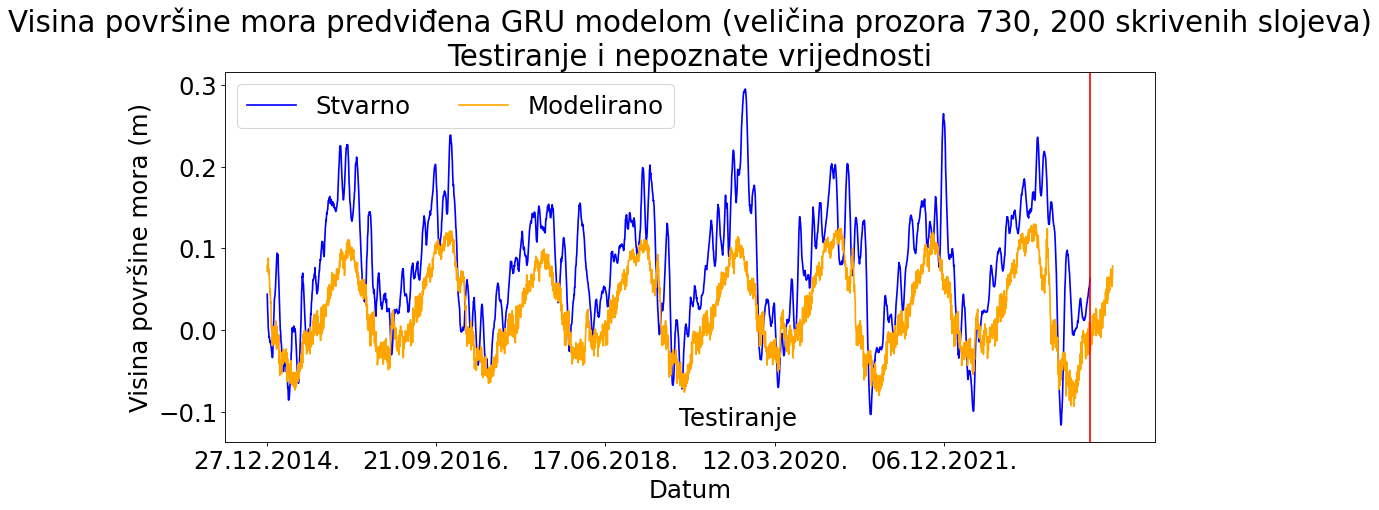 Visina površine mora predviđena GRU modelom (veličina prozora 730, 200 skrivenih slojeva)
Testiranje i nepoznate vrijednosti
Stvarno
Modelirano
Visina površine mora (m)
0.3
0.2
0.1
0.0
−0.1
Testiranje
27.12.2014.
21.09.2016.
17.06.2018.
12.03.2020.
06.12.2021.
Datum